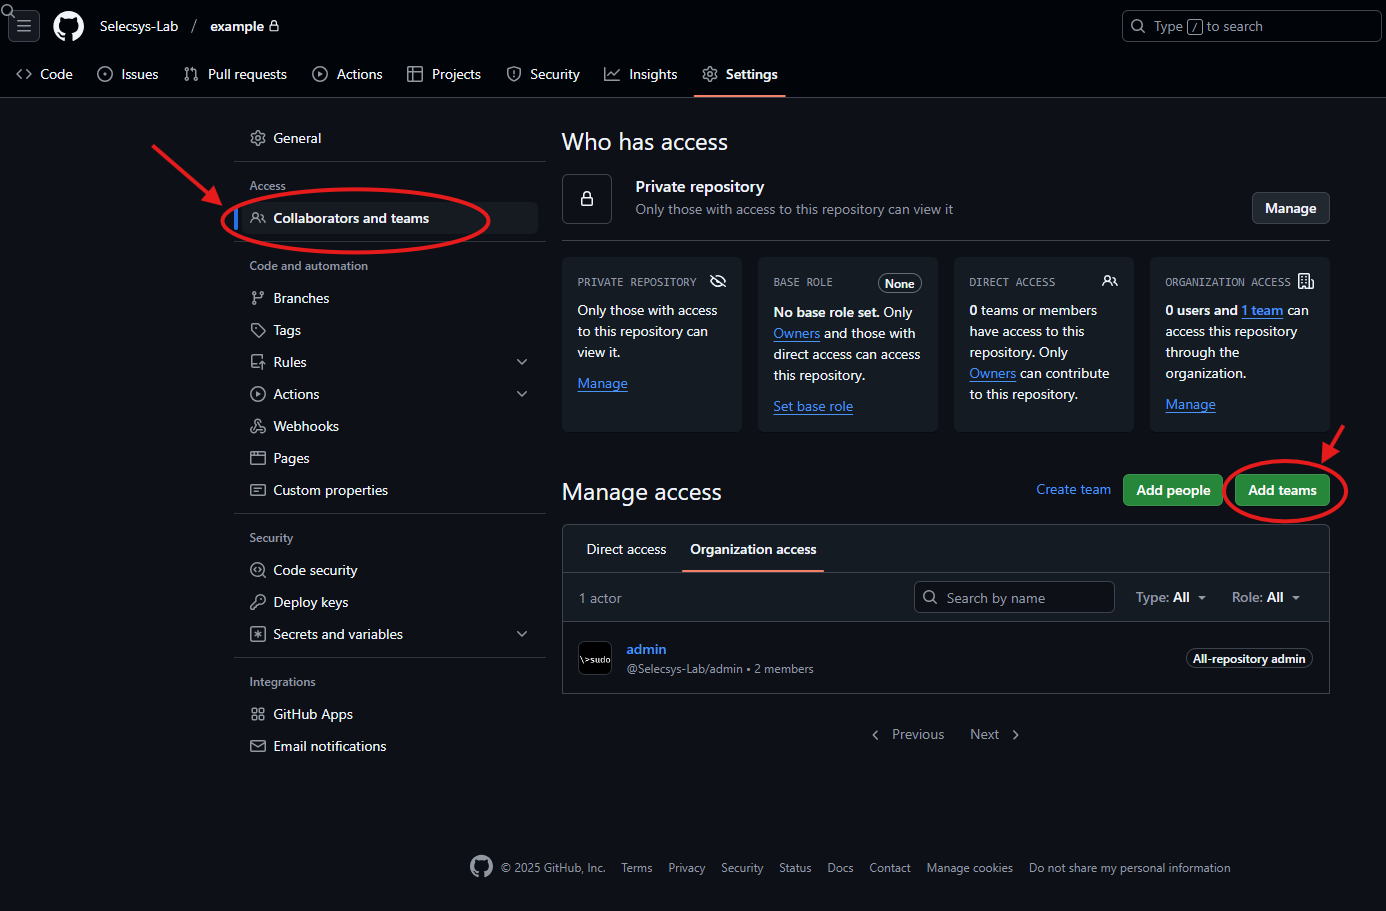 Selecsys-Lab / example
Type / to search
Code Issues Pull requests Actions Projects Security Insights Settings
General
Access
Collaborators and teams
Code and automation
Branches
Tags
Rules
Actions
Webhooks
Pages
Custom properties
Security
Code security
Deploy keys
Secrets and variables
Integrations
GitHub Apps
Email notifications
Who has access
Private repository
Only those with access to this repository can view it
Manage
PRIVATE REPOSITORY
Only those with access
to this repository can
view it.
Manage
BASE ROLE None
No base role set. Only
Owners and those with
direct access can access
this repository.
Set base role
DIRECT ACCESS
0 teams or members
have access to this
repository. Only
Owners can contribute
to this repository.
ORGANIZATION ACCESS
0 users and 1 team can
access this repository
through the
organization.
Manage
Manage access
Create team Add people Add teams
Direct access Organization access
1 actor Search by name Type: All Role: All
\>sudo
admin
@Selecsys-Lab/admin • 2 members
All-repository admin
Previous Next
© 2025 GitHub, Inc. Terms Privacy Security Status Docs Contact Manage cookies Do not share my personal information